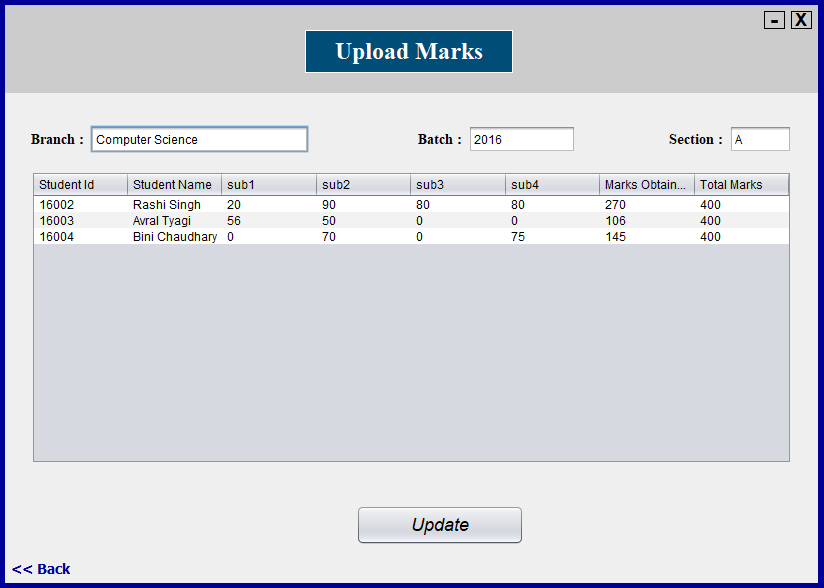 - X
Upload Marks
Branch : Computer Science Batch : 2016 Section : A
Student Id Student Name sub1 sub2 sub3 sub4 Marks Obtain... Total Marks
16002 Rashi Singh 20 90 80 80 270 400
16003 Avral Tyagi 56 50 0 0 106 400
16004 Bini Chaudhary 0 70 0 75 145 400
Update
<< Back